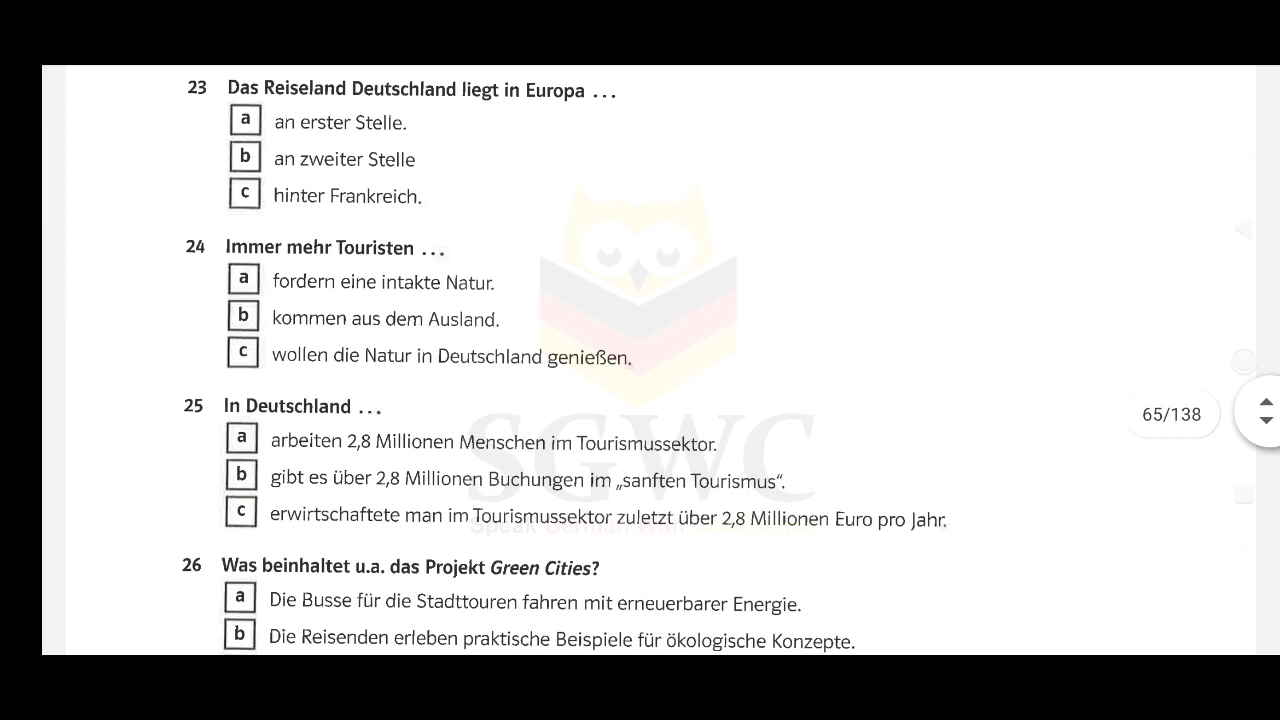 23 Das Reiseland Deutschland liegt in Europa ...
a an erster Stelle.
b an zweiter Stelle
c hinter Frankreich.
24 Immer mehr Touristen ...
a fordern eine intakte Natur.
b kommen aus dem Ausland.
c wollen die Natur in Deutschland genießen.
25 In Deutschland ...
a arbeiten 2,8 Millionen Menschen im Tourismussektor.
b gibt es über 2,8 Millionen Buchungen im „sanften Tourismus“.
c erwirtschaftete man im Tourismussektor zuletzt über 2,8 Millionen Euro pro Jahr.
26 Was beinhaltet u.a. das Projekt Green Cities?
a Die Busse für die Stadttouren fahren mit erneuerbarer Energie.
b Die Reisenden erleben praktische Beispiele für ökologische Konzepte.
65/138
SGWC
Speak German With